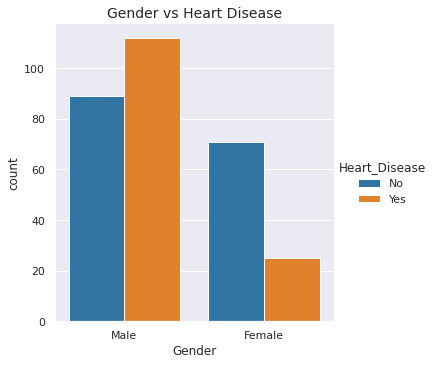 Gender vs Heart Disease
100
80
60
40
20
0
count
Male Female
Gender
Heart_Disease
No
Yes